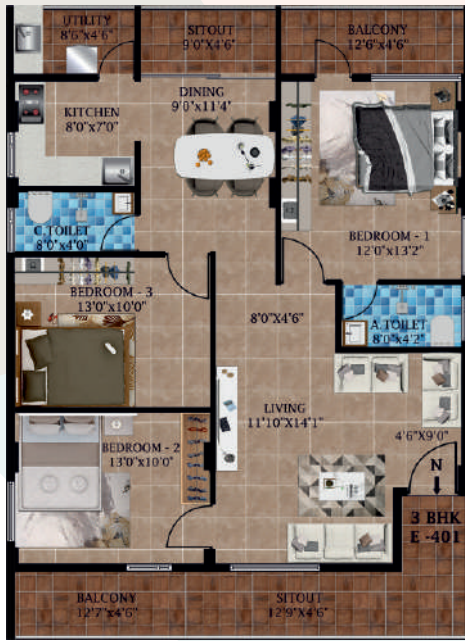 UTILITY
8'6"x4'6"
SITOUT
9'0"X4'6"
BALCONY
12'6"x4'6"
DINING
9'0"x11'4"
KITCHEN
8'0"x7'0"
C.TOILET
8'0"x4'0"
BEDROOM - 1
12'0"x13'2"
BEDROOM - 3
13'0"x10'0"
8'0"X4'6"
A.TOILET
8'0"x4'2"
LIVING
11'10"X14'1"
4'6"X9'0"
BEDROOM - 2
13'0"x10'0"
N
3 BHK
E -401
BALCONY
12'7"x4'6"
SITOUT
12'9"X4'6"